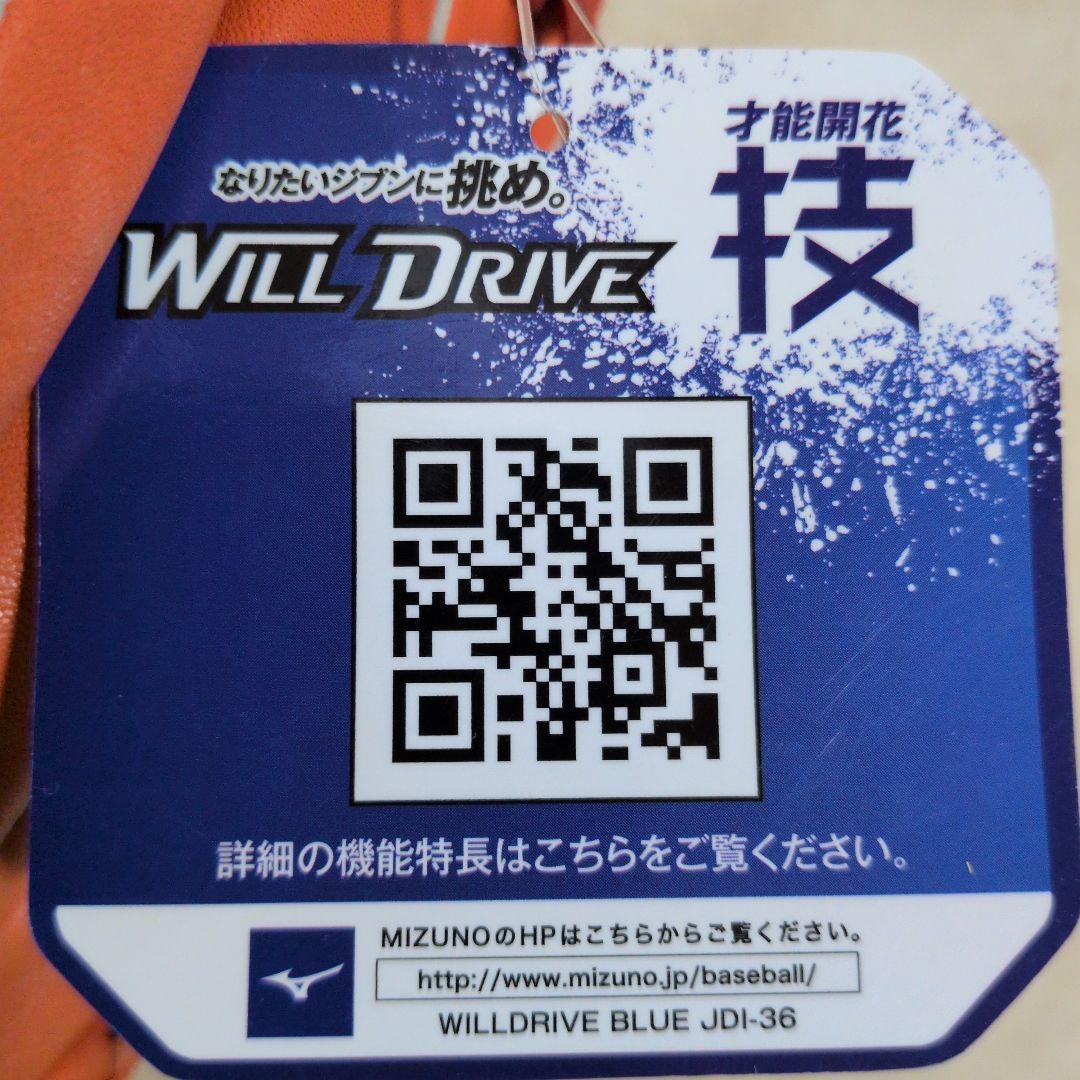 才能開花
技
なりたいジブンに挑め。
WILL DRIVE
詳細の機能特長はこちらをご覧ください。
MIZUNOのHPはこちらからご覧ください。
http://www.mizuno.jp/baseball/
WILLDRIVE BLUE JDI-36